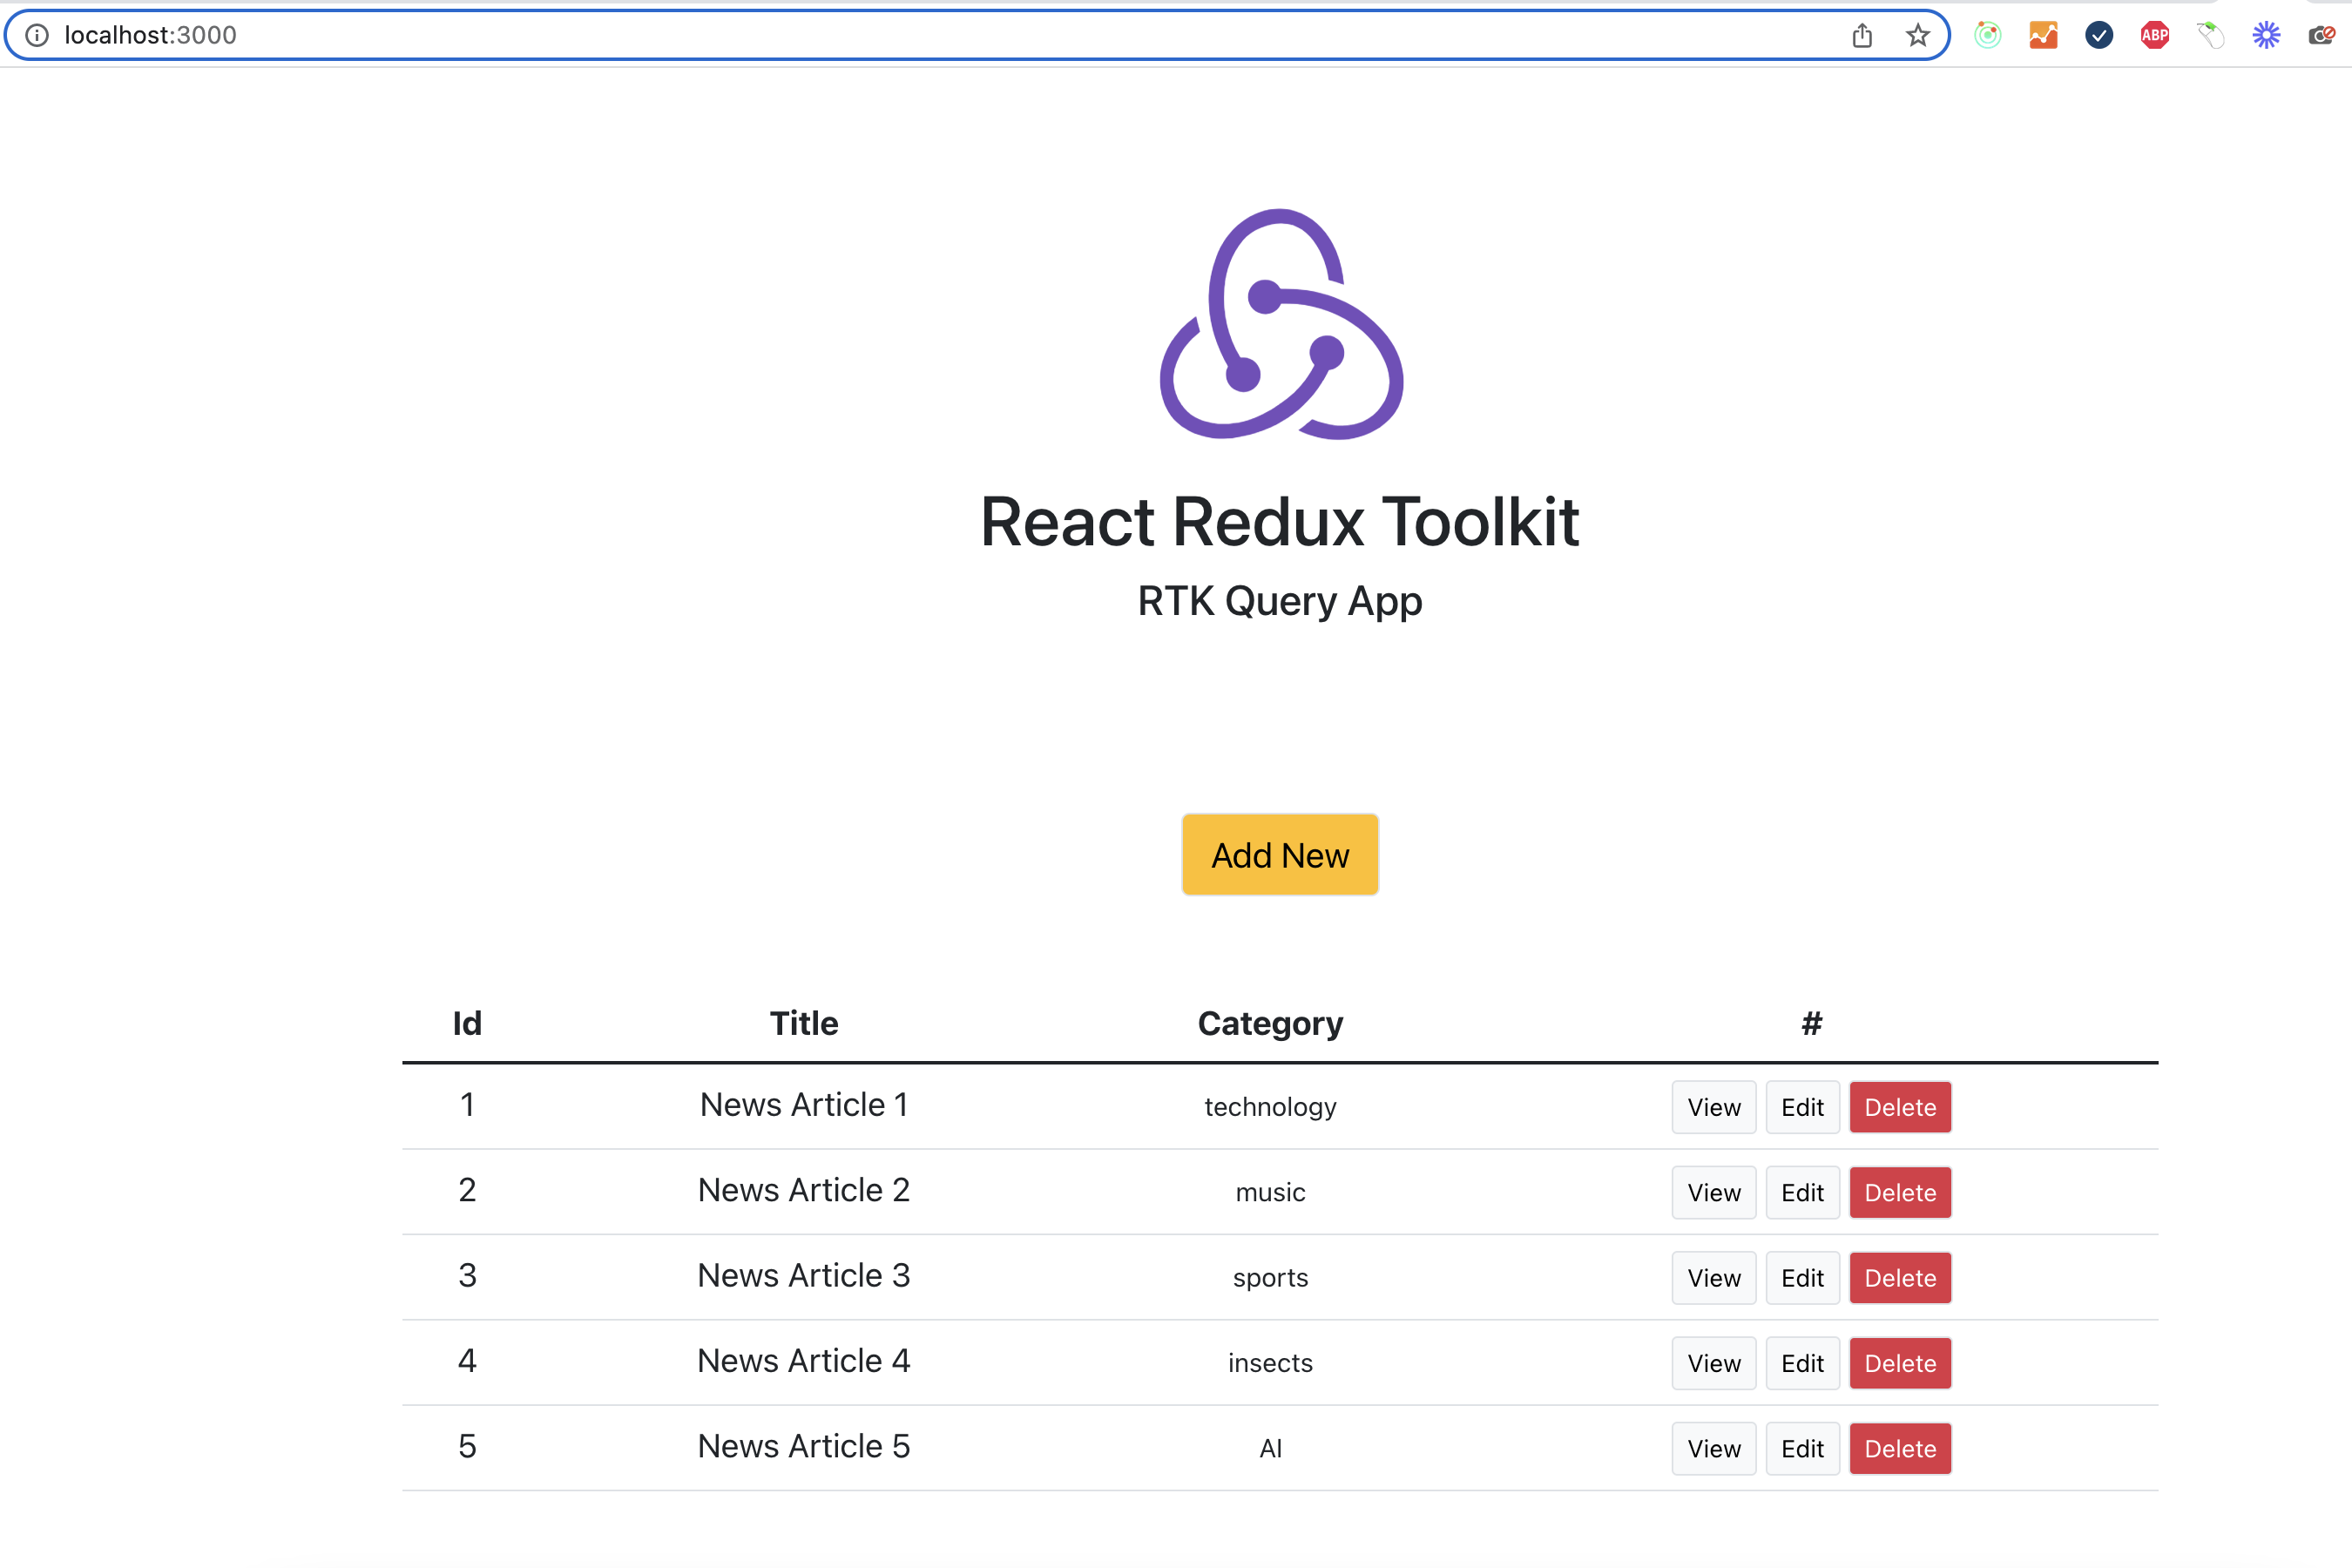 localhost:3000
ABP
React Redux Toolkit
RTK Query App
Add New
Id Title Category #
1 News Article 1 technology View Edit Delete
2 News Article 2 music View Edit Delete
3 News Article 3 sports View Edit Delete
4 News Article 4 insects View Edit Delete
5 News Article 5 AI View Edit Delete